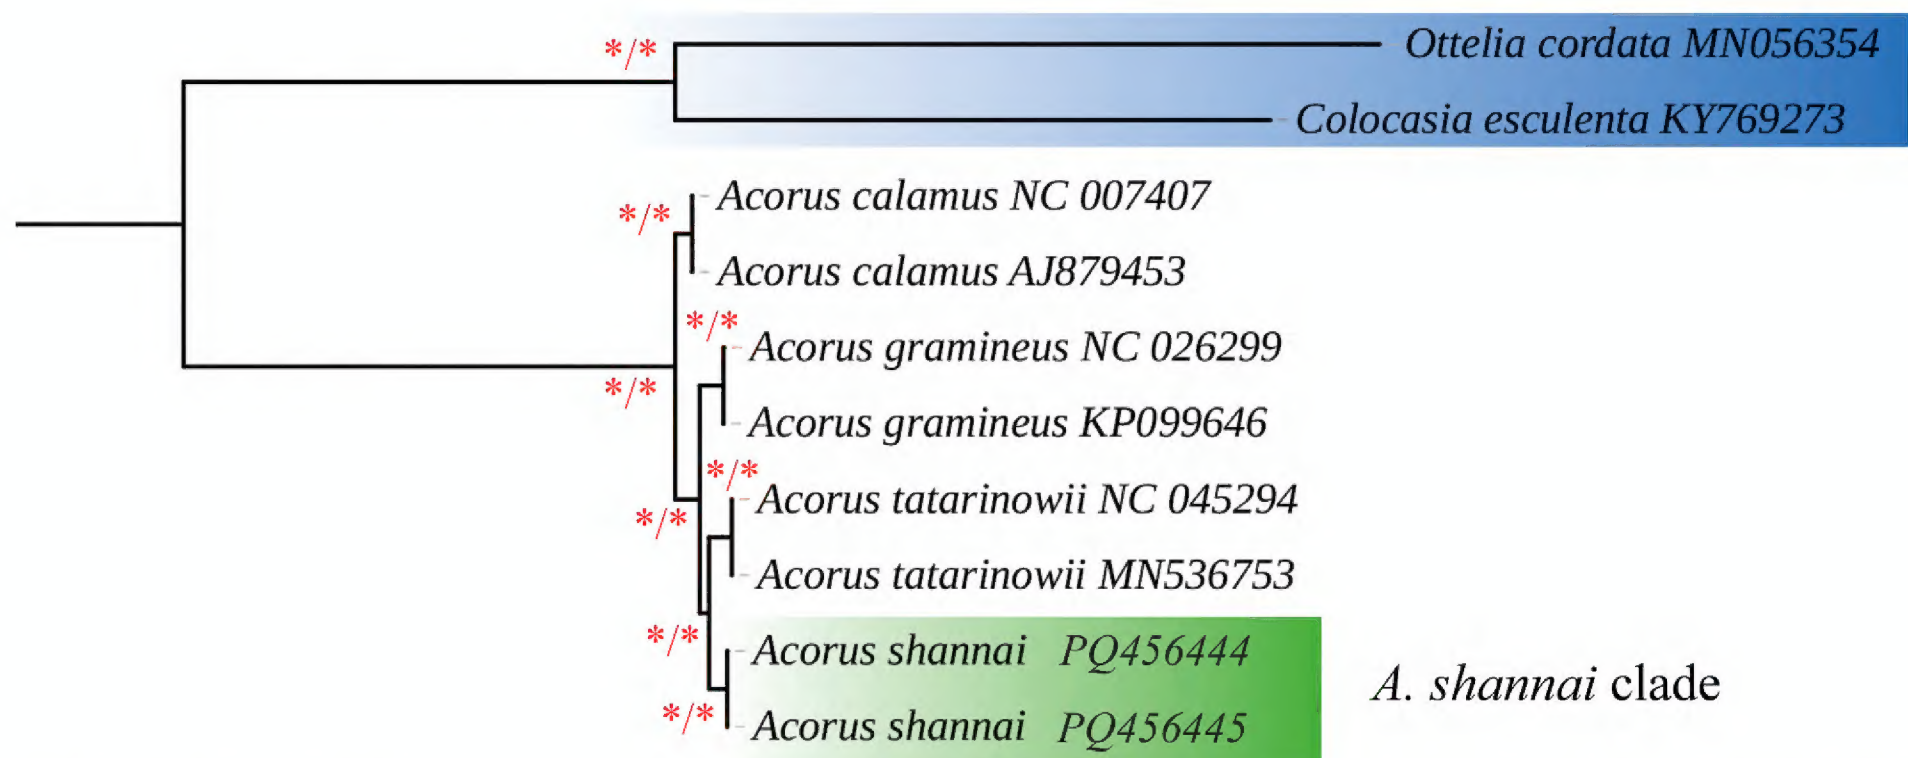 */*
Ottelia cordata MN056354
Colocasia esculenta KY769273
Acorus calamus NC 007407
*/*
Acorus calamus AJ879453
*/*
Acorus gramineus NC 026299
*/*
Acorus gramineus KP099646
*/*
Acorus tatarinowii NC 045294
*/*
Acorus tatarinowii MN536753
*/*
Acorus shannai PQ456444
A. shannai clade
*/*
Acorus shannai PQ456445